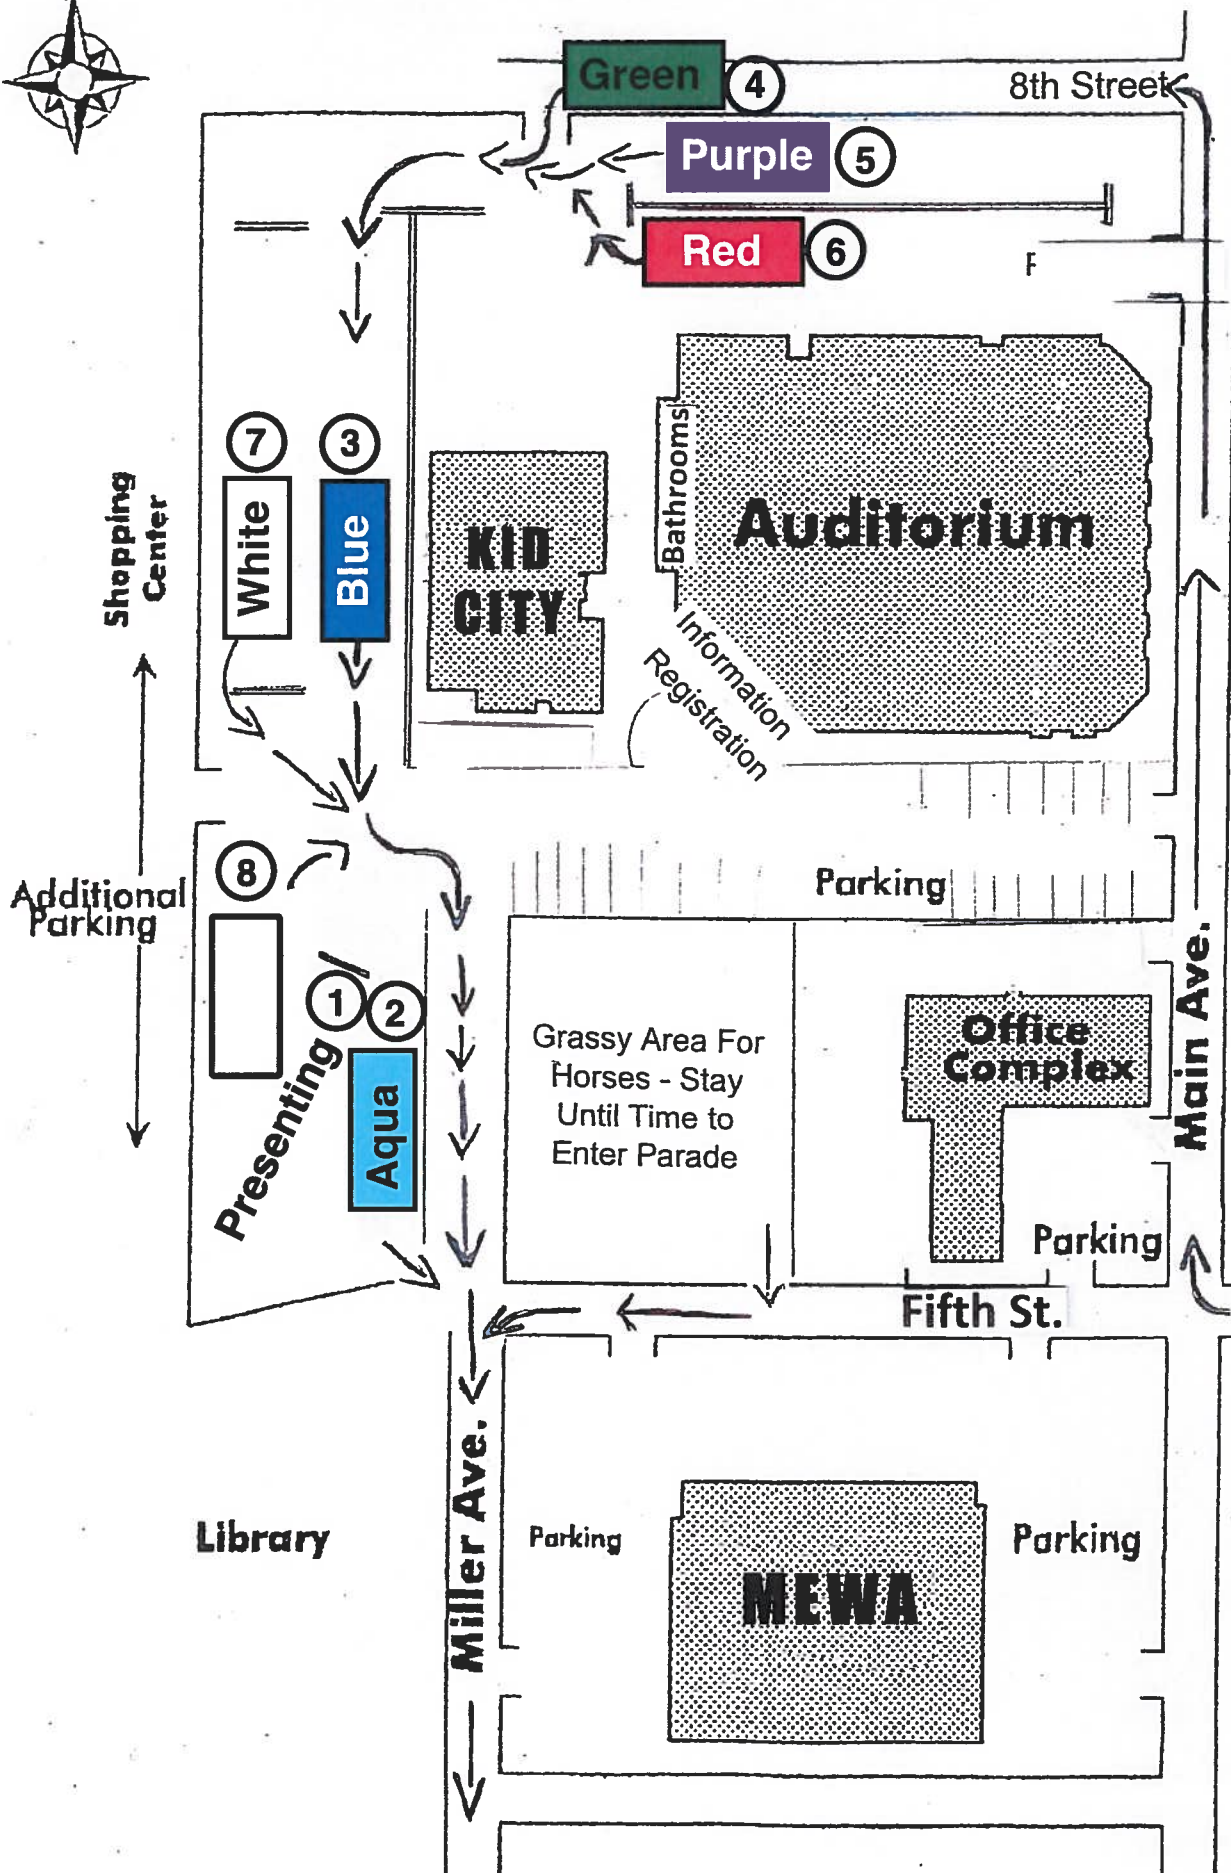 Green
4
8th Street
Purple
5
Red
6
F
7
3
White
Blue
Shopping
Center
KID
CITY
Bathrooms
Auditorium
Information
Registration
8
Additional
Parking
Parking
Presenting/
1
2
Aqua
Grassy Area For
Horses - Stay
Until Time to
Enter Parade
Office
Complex
Main Ave.
Parking
Fifth St.
Miller Ave.
Library
Parking
MEWA
Parking